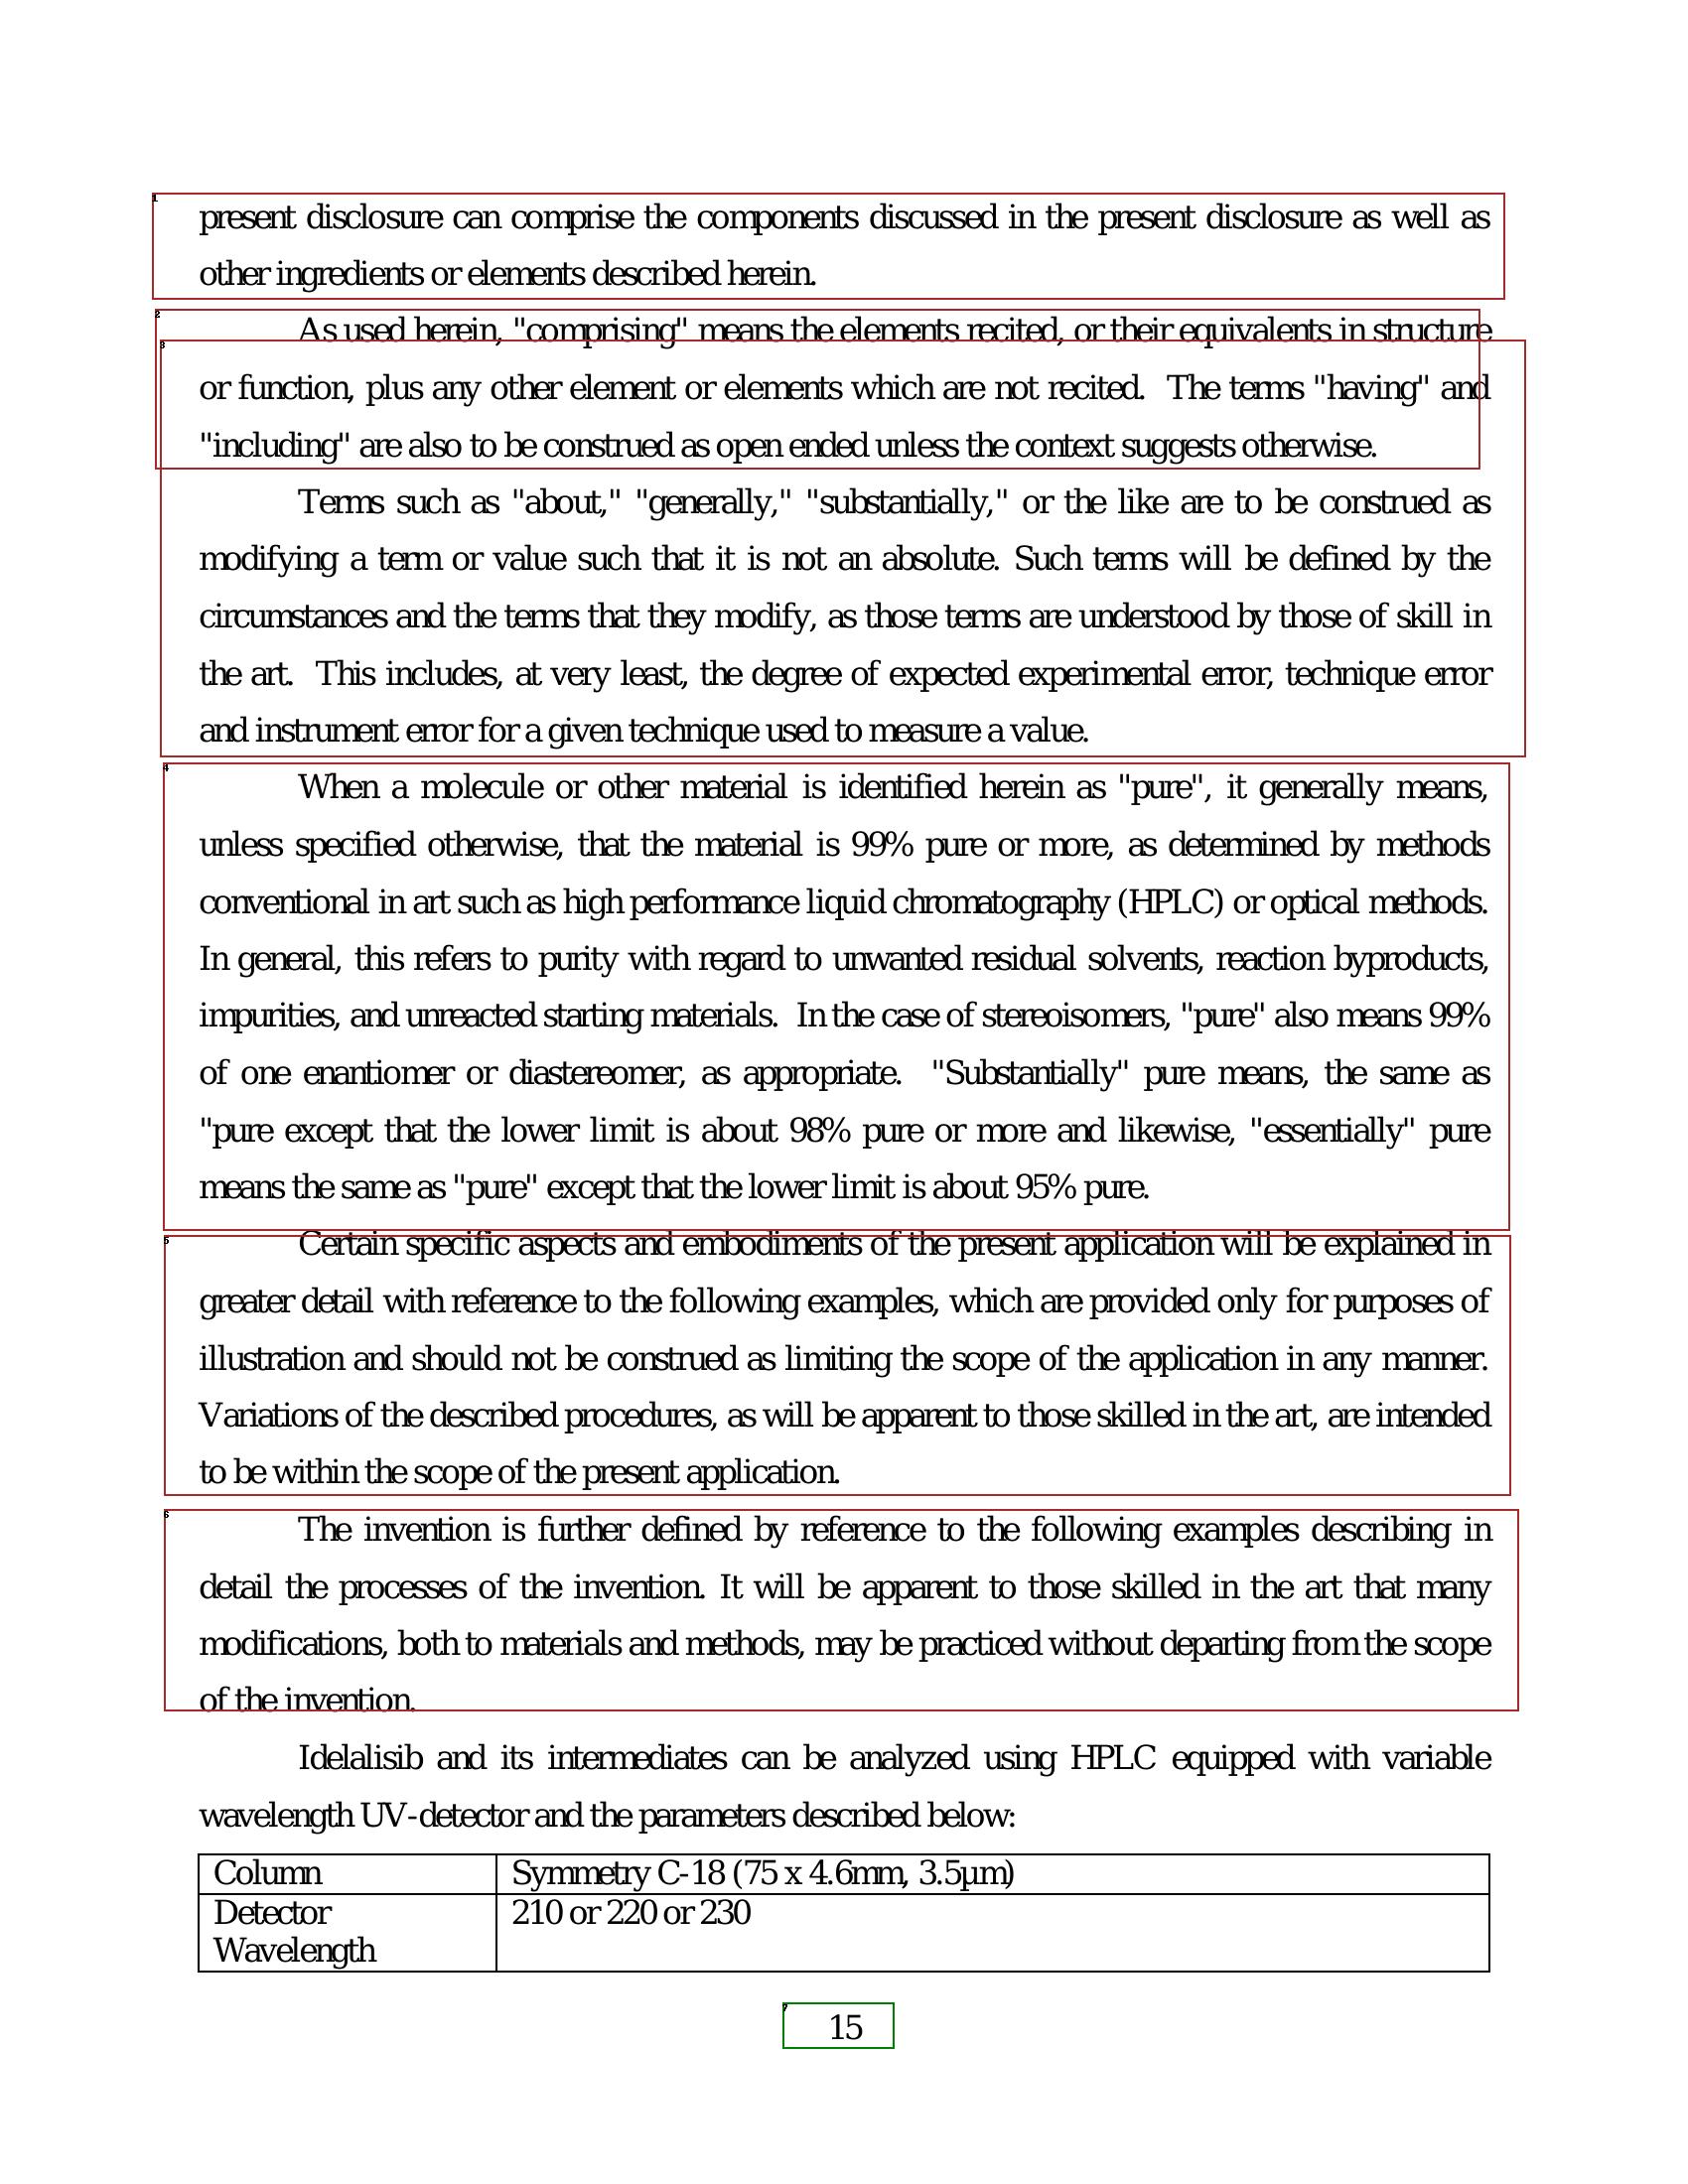 present disclosure can comprise the components discussed in the present disclosure as well as
other ingredients or elements described herein.
As used herein, "comprising" means the elements recited, or their equivalents in structure
or function, plus any other element or elements which are not recited.  The terms "having" and
"including" are also to be construed as open ended unless the context suggests otherwise.
Terms such as "about," "generally," "substantially," or the like are to be construed as
modifying a term or value such that it is not an absolute. Such terms will be defined by the
circumstances and the terms that they modify, as those terms are understood by those of skill in
the art.  This includes, at very least, the degree of expected experimental error, technique error
and instrument error for a given technique used to measure a value.
When a molecule or other material is identified herein as "pure", it generally means,
unless specified otherwise, that the material is 99% pure or more, as determined by methods
conventional in art such as high performance liquid chromatography (HPLC) or optical methods.
In general, this refers to purity with regard to unwanted residual solvents, reaction byproducts,
impurities, and unreacted starting materials.  In the case of stereoisomers, "pure" also means 99%
of one enantiomer or diastereomer, as appropriate.  "Substantially" pure means, the same as
"pure except that the lower limit is about 98% pure or more and likewise, "essentially" pure
means the same as "pure" except that the lower limit is about 95% pure.
Certain specific aspects and embodiments of the present application will be explained in
greater detail with reference to the following examples, which are provided only for purposes of
illustration and should not be construed as limiting the scope of the application in any manner.
Variations of the described procedures, as will be apparent to those skilled in the art, are intended
to be within the scope of the present application.
The invention is further defined by reference to the following examples describing in
detail the processes of the invention. It will be apparent to those skilled in the art that many
modifications, both to materials and methods, may be practiced without departing from the scope
of the invention.
Idelalisib and its intermediates can be analyzed using HPLC equipped with variable
wavelength UV-detector and the parameters described below:
Column Symmetry C-18 (75 x 4.6mm, 3.5µm)
Detector 210 or 220 or 230
Wavelength
15